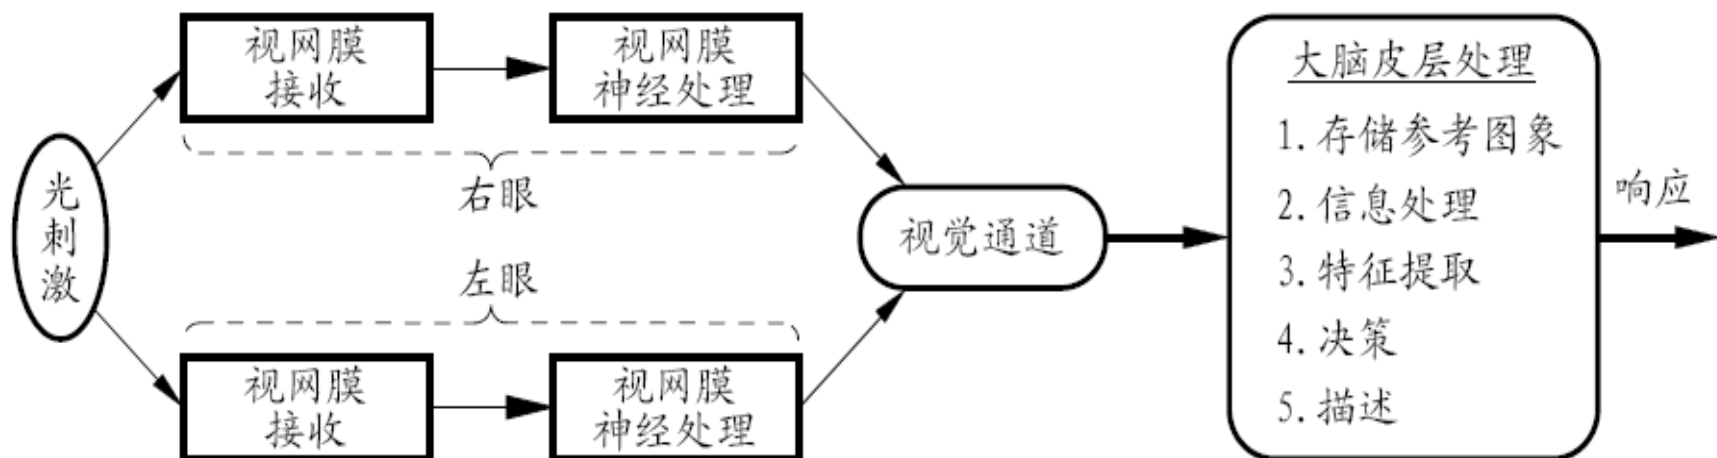 光
刺
激
视网膜
接收
视网膜
神经处理
右眼
左眼
视网膜
接收
视网膜
神经处理
视觉通道
大脑皮层处理
1.存储参考图象
2.信息处理
3.特征提取
4.决策
5.描述
响应